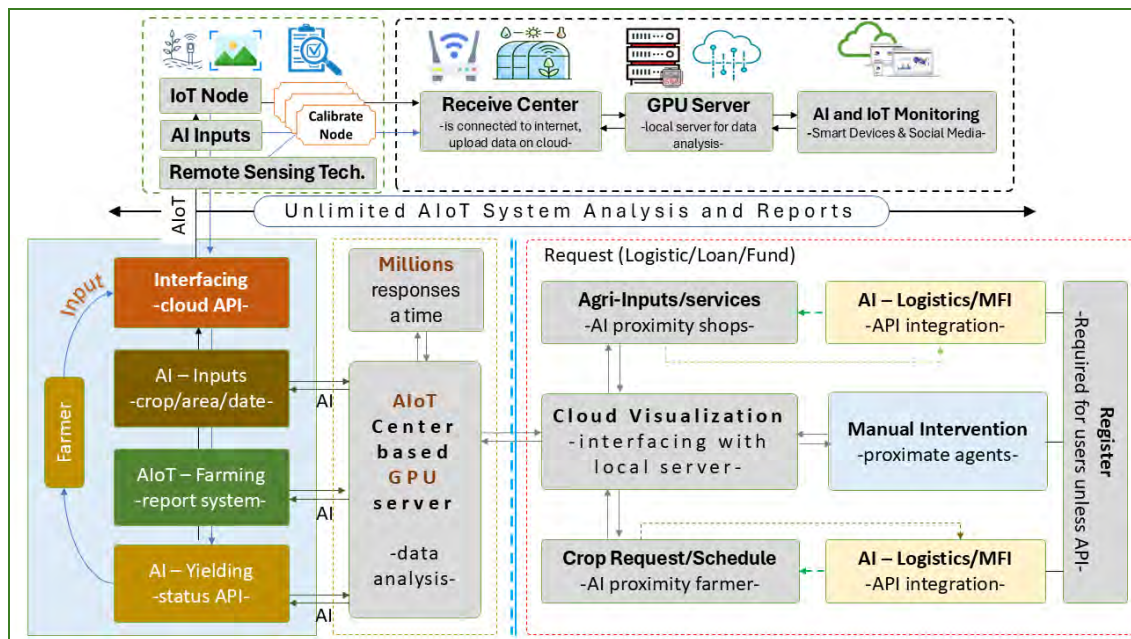 IoT Node
AI Inputs
Remote Sensing Tech.
Calibrate
Node
Receive Center
-is connected to internet,
upload data on cloud-
GPU Server
-local server for data
analysis-
AI and IoT Monitoring
-Smart Devices & Social Media-
AIoT
Unlimited AIoT System Analysis and Reports
Input
Farmer
Interfacing
-cloud API-
AI – Inputs
-crop/area/date-
AIoT – Farming
-report system-
AI – Yielding
-status API-
AI
AI
AI
Millions
responses
a time
AIoT
Center
based
GPU
server
-data
analysis-
Request (Logistic/Loan/Fund)
Agri-Inputs/services
-AI proximity shops-
AI – Logistics/MFI
-API integration-
Cloud Visualization
-interfacing with
local server-
Manual Intervention
-proximate agents-
Crop Request/Schedule
-AI proximity farmer-
AI – Logistics/MFI
-API integration-
Register
-Required for users unless API-